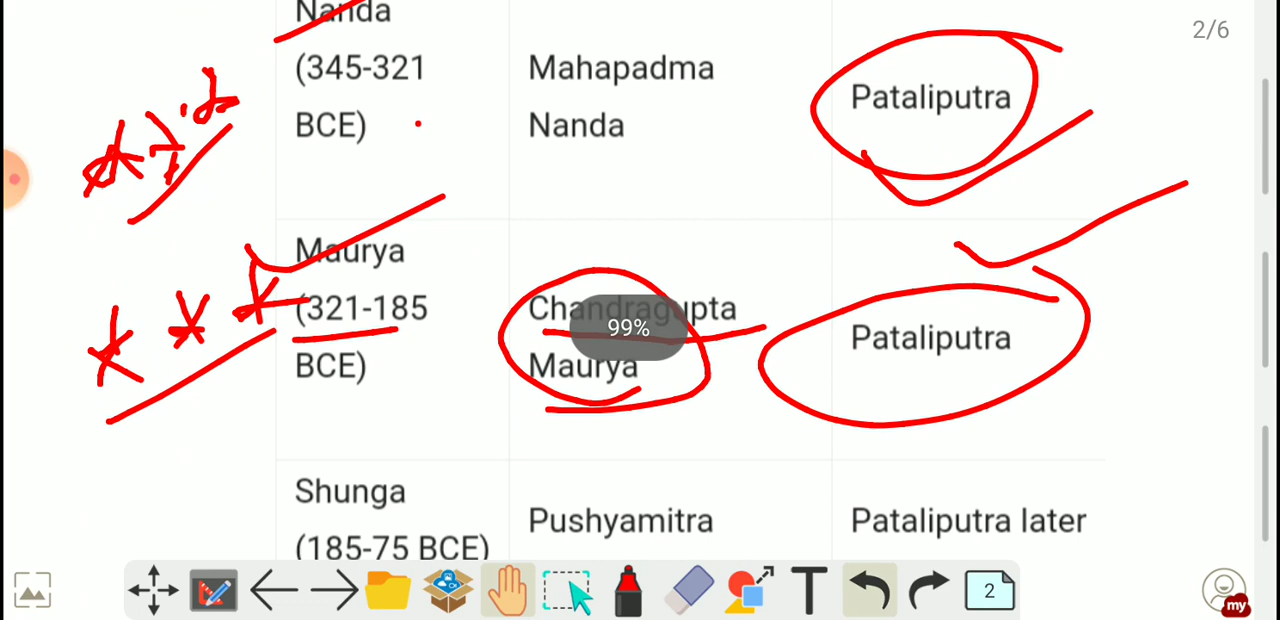 Nanda
2/6
(345-321
Mahapadma
Pataliputra
BCE)
Nanda
Maurya
(321-185
Chandragupta
99%
Pataliputra
BCE)
Maurya
Shunga
Pushyamitra
Pataliputra later
(185-75 BCE)
T
2
my